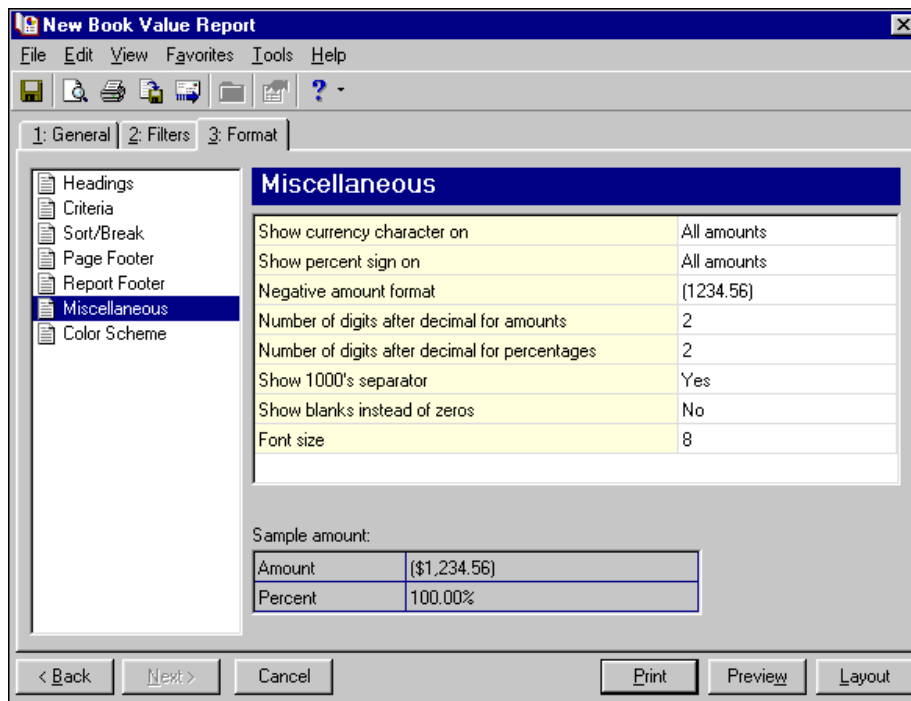 New Book Value Report
File Edit View Favorites Tools Help
?
1: General 2: Filters 3: Format
Headings
Criteria
Sort/Break
Page Footer
Report Footer
Miscellaneous
Color Scheme
Miscellaneous
Show currency character on All amounts
Show percent sign on All amounts
Negative amount format (1234.56)
Number of digits after decimal for amounts 2
Number of digits after decimal for percentages 2
Show 1000's separator Yes
Show blanks instead of zeros No
Font size 8
Sample amount:
Amount ($1,234.56)
Percent 100.00%
< Back Next > Cancel Print Preview Layout